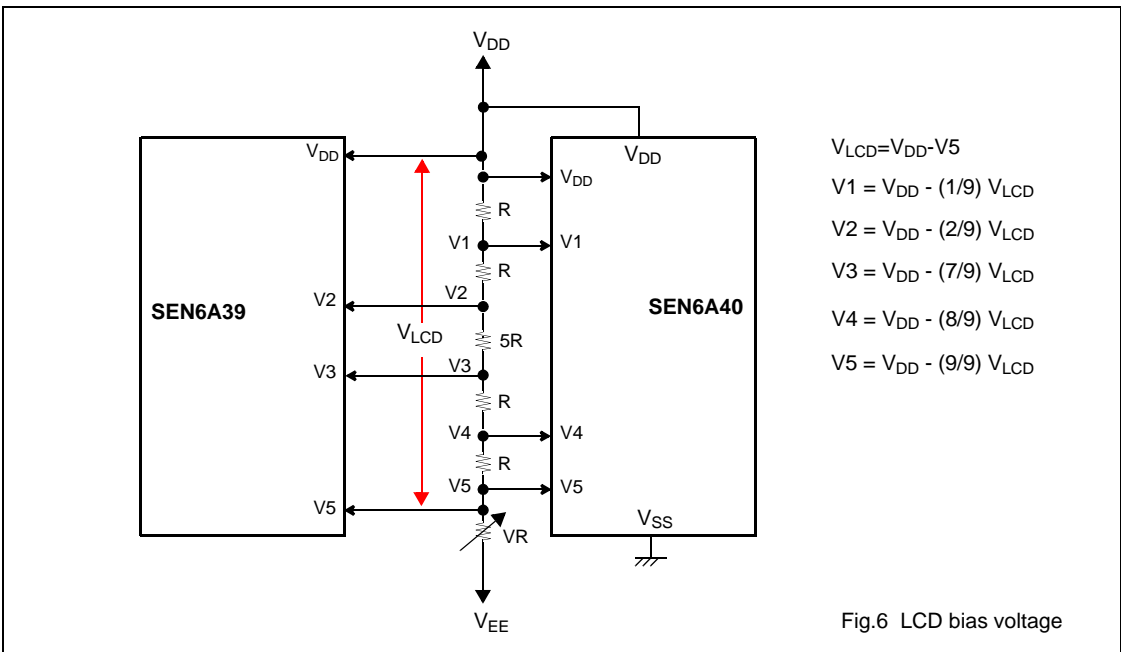 VDD
VDD
VDD
VDD
R
V1
V1
R
V2
V2
SEN6A39
SEN6A40
VLCD
5R
V3
V3
R
V4
V4
R
V5
V5
V5
VSS
VR
VEE
VLCD=VDD-V5
V1 = VDD - (1/9) VLCD
V2 = VDD - (2/9) VLCD
V3 = VDD - (7/9) VLCD
V4 = VDD - (8/9) VLCD
V5 = VDD - (9/9) VLCD
Fig.6 LCD bias voltage